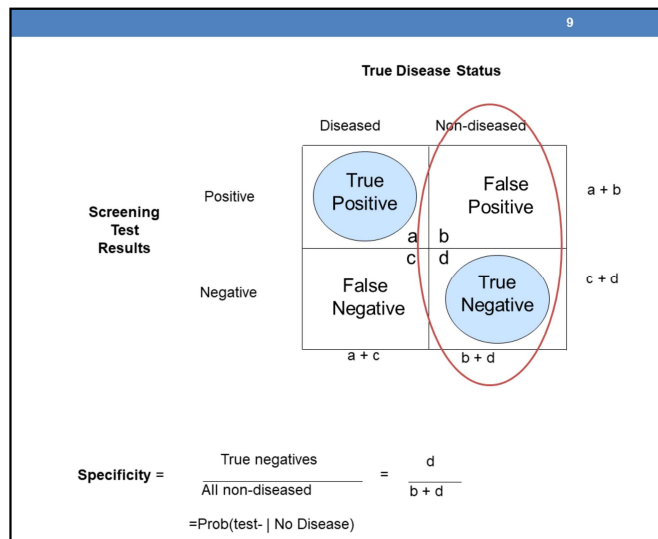 9
True Disease Status
Diseased Non-diseased
True
Positive
False
Positive
Positive
a + b
Screening
Test
Results
a b
c d
Negative
False
Negative
True
Negative
c + d
a + c b + d
Specificity = True negatives = d
All non-diseased b + d
=Prob(test- | No Disease)